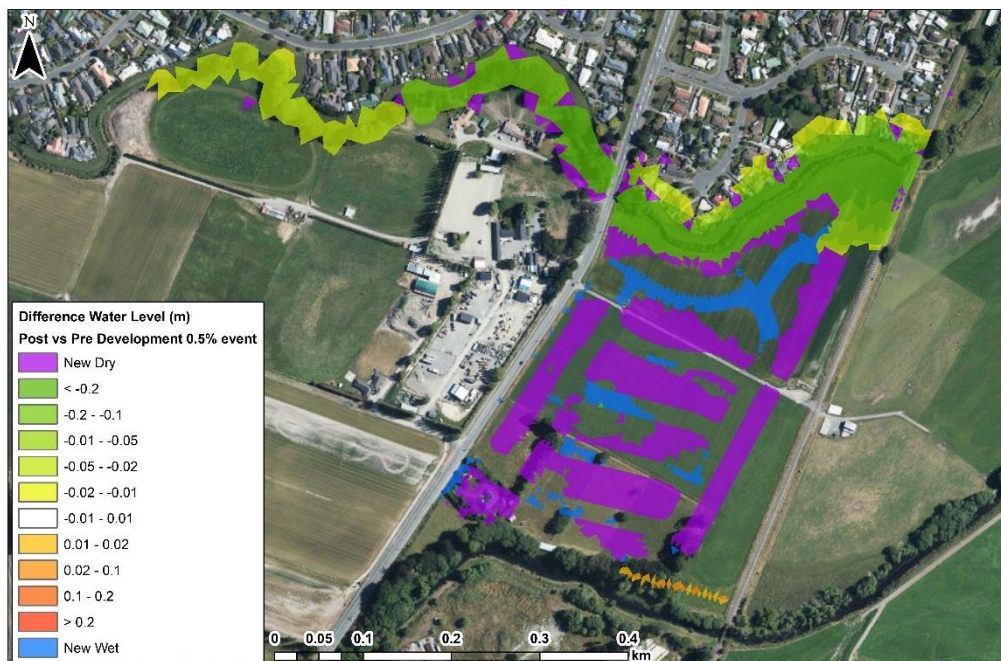 N
Difference Water Level (m)
Post vs Pre Development 0.5% event
New Dry
< -0.2
-0.2 - -0.1
-0.01 - -0.05
-0.05 - -0.02
-0.02 - -0.01
-0.01 - 0.01
0.01 - 0.02
0.02 - 0.1
0.1 - 0.2
> 0.2
New Wet
0 0.05 0.1 0.2 0.3 0.4
km